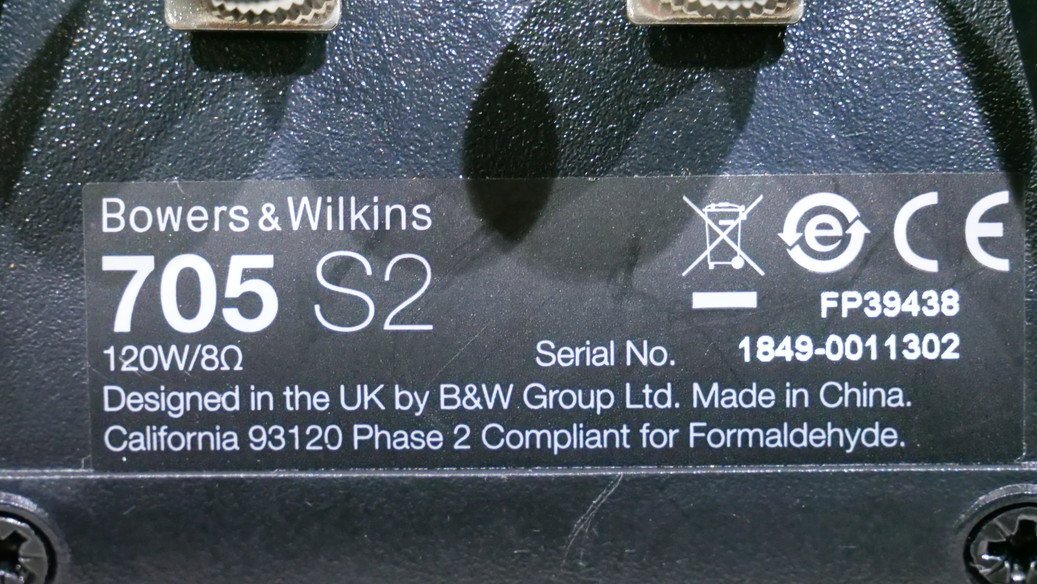 Bowers & Wilkins
705 S2
120W/8Ω
FP39438
Serial No. 1849-0011302
Designed in the UK by B&W Group Ltd. Made in China.
California 93120 Phase 2 Compliant for Formaldehyde.